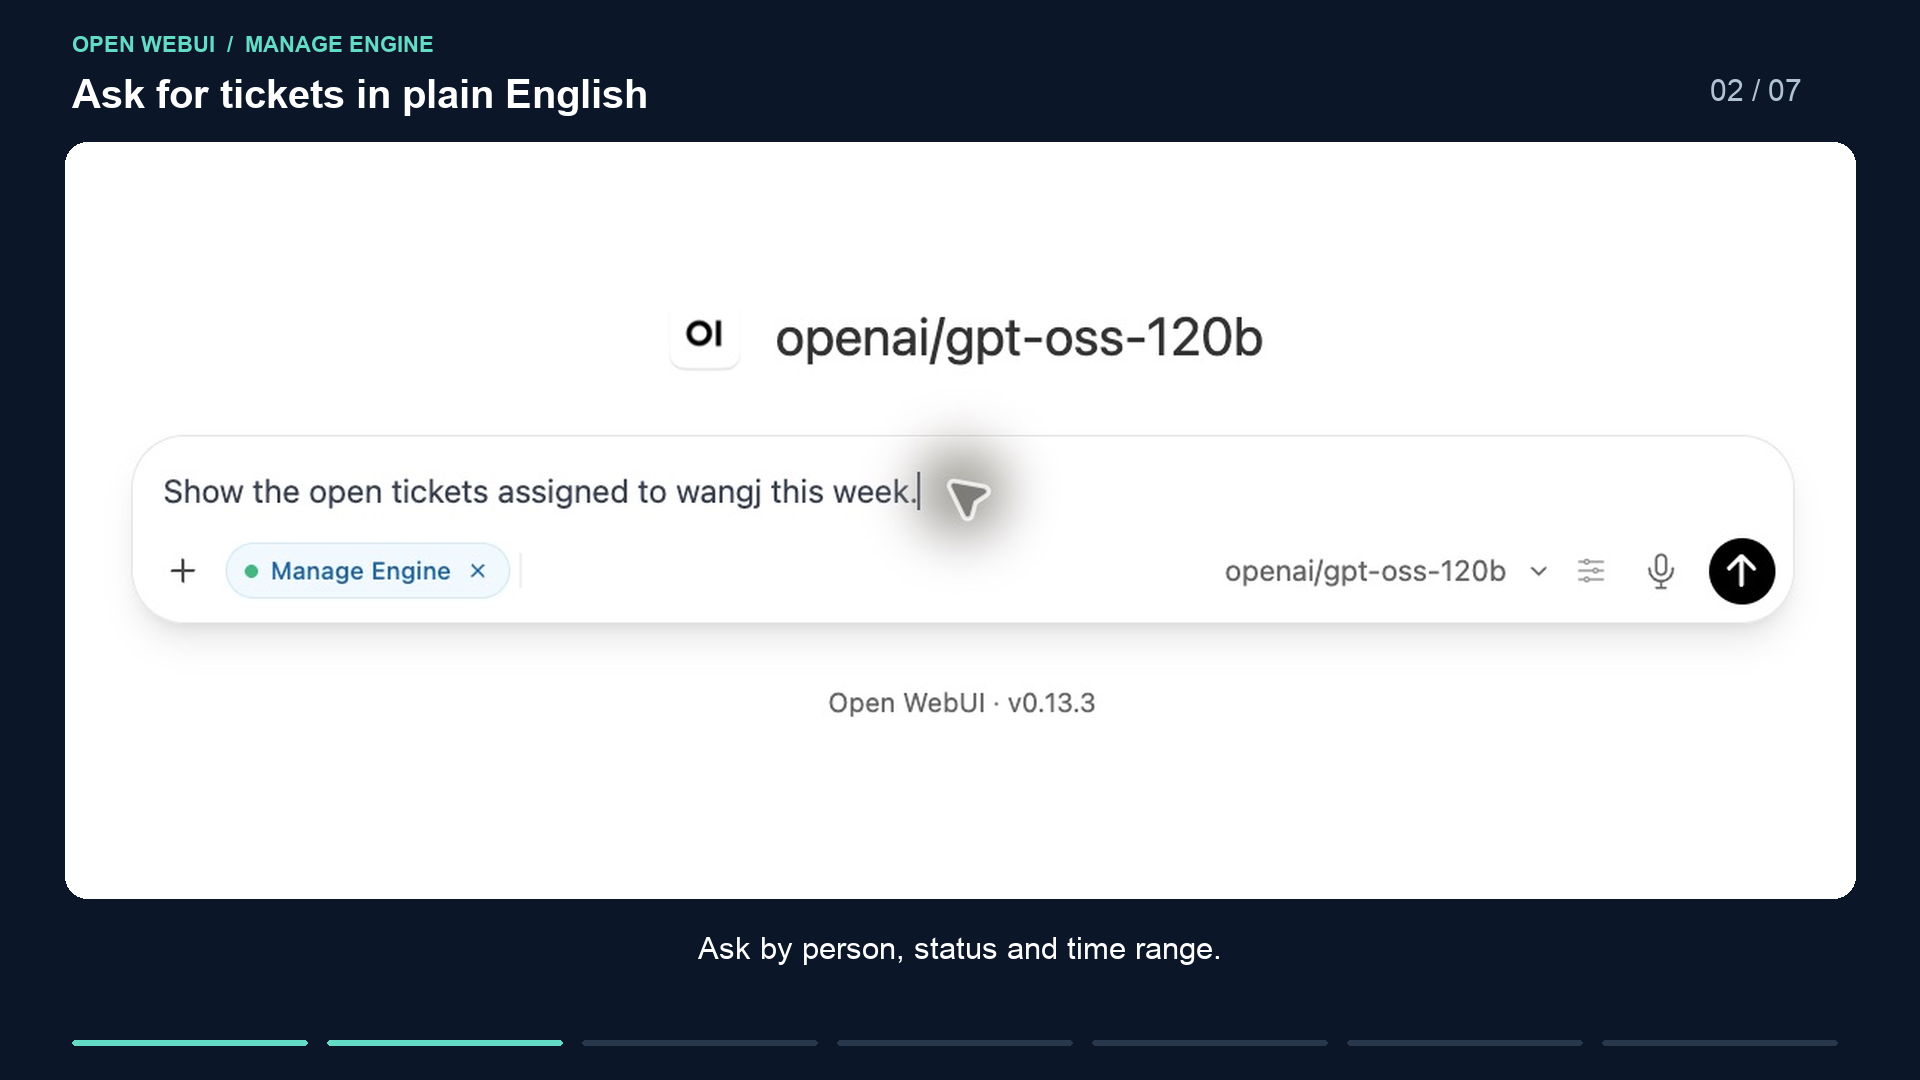 OPEN WEBUI / MANAGE ENGINE
Ask for tickets in plain English
02 / 07
OI openai/gpt-oss-120b
Show the open tickets assigned to wangj this week.
Manage Engine
openai/gpt-oss-120b
Open WebUI · v0.13.3
Ask by person, status and time range.